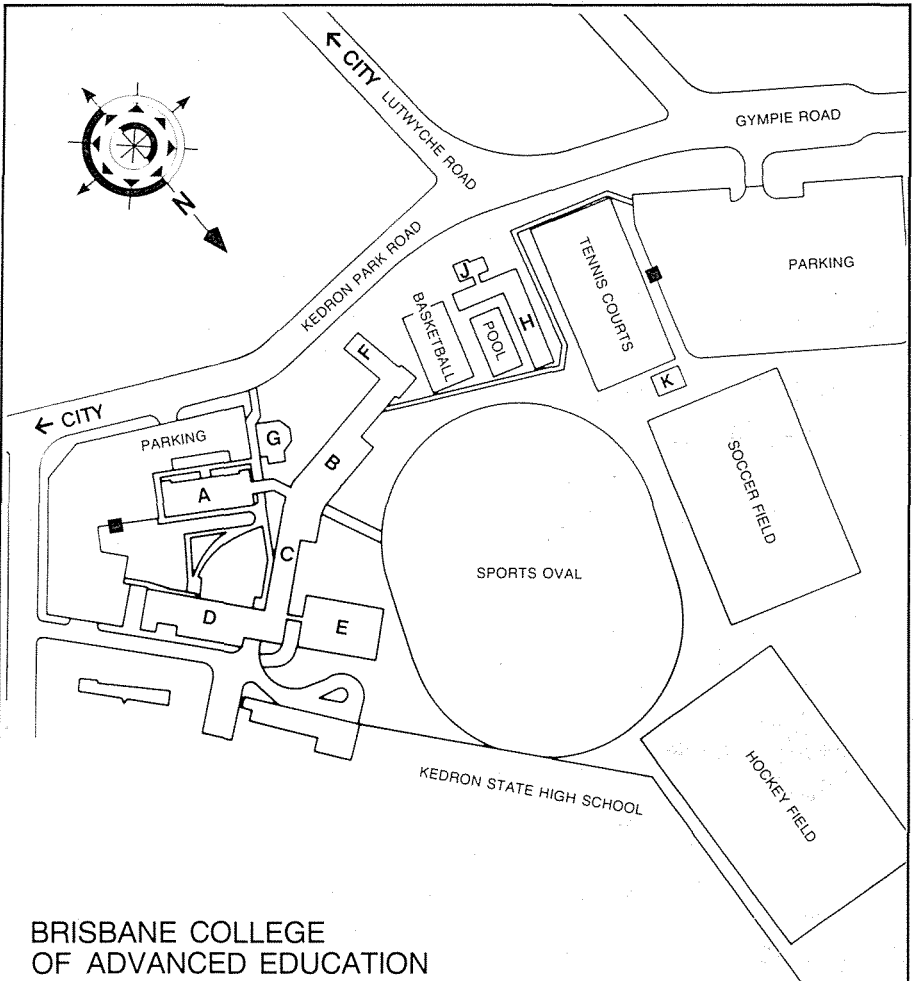 ← CITY
LUTWYCHE ROAD
GYMPIE ROAD
N
KEDRON PARK ROAD
PARKING
TENNIS COURTS
J
BASKETBALL
POOL
H
F
K
← CITY
PARKING
G
B
SOCCER FIELD
A
C
SPORTS OVAL
D
E
HOCKEY FIELD
KEDRON STATE HIGH SCHOOL
BRISBANE COLLEGE
OF ADVANCED EDUCATION